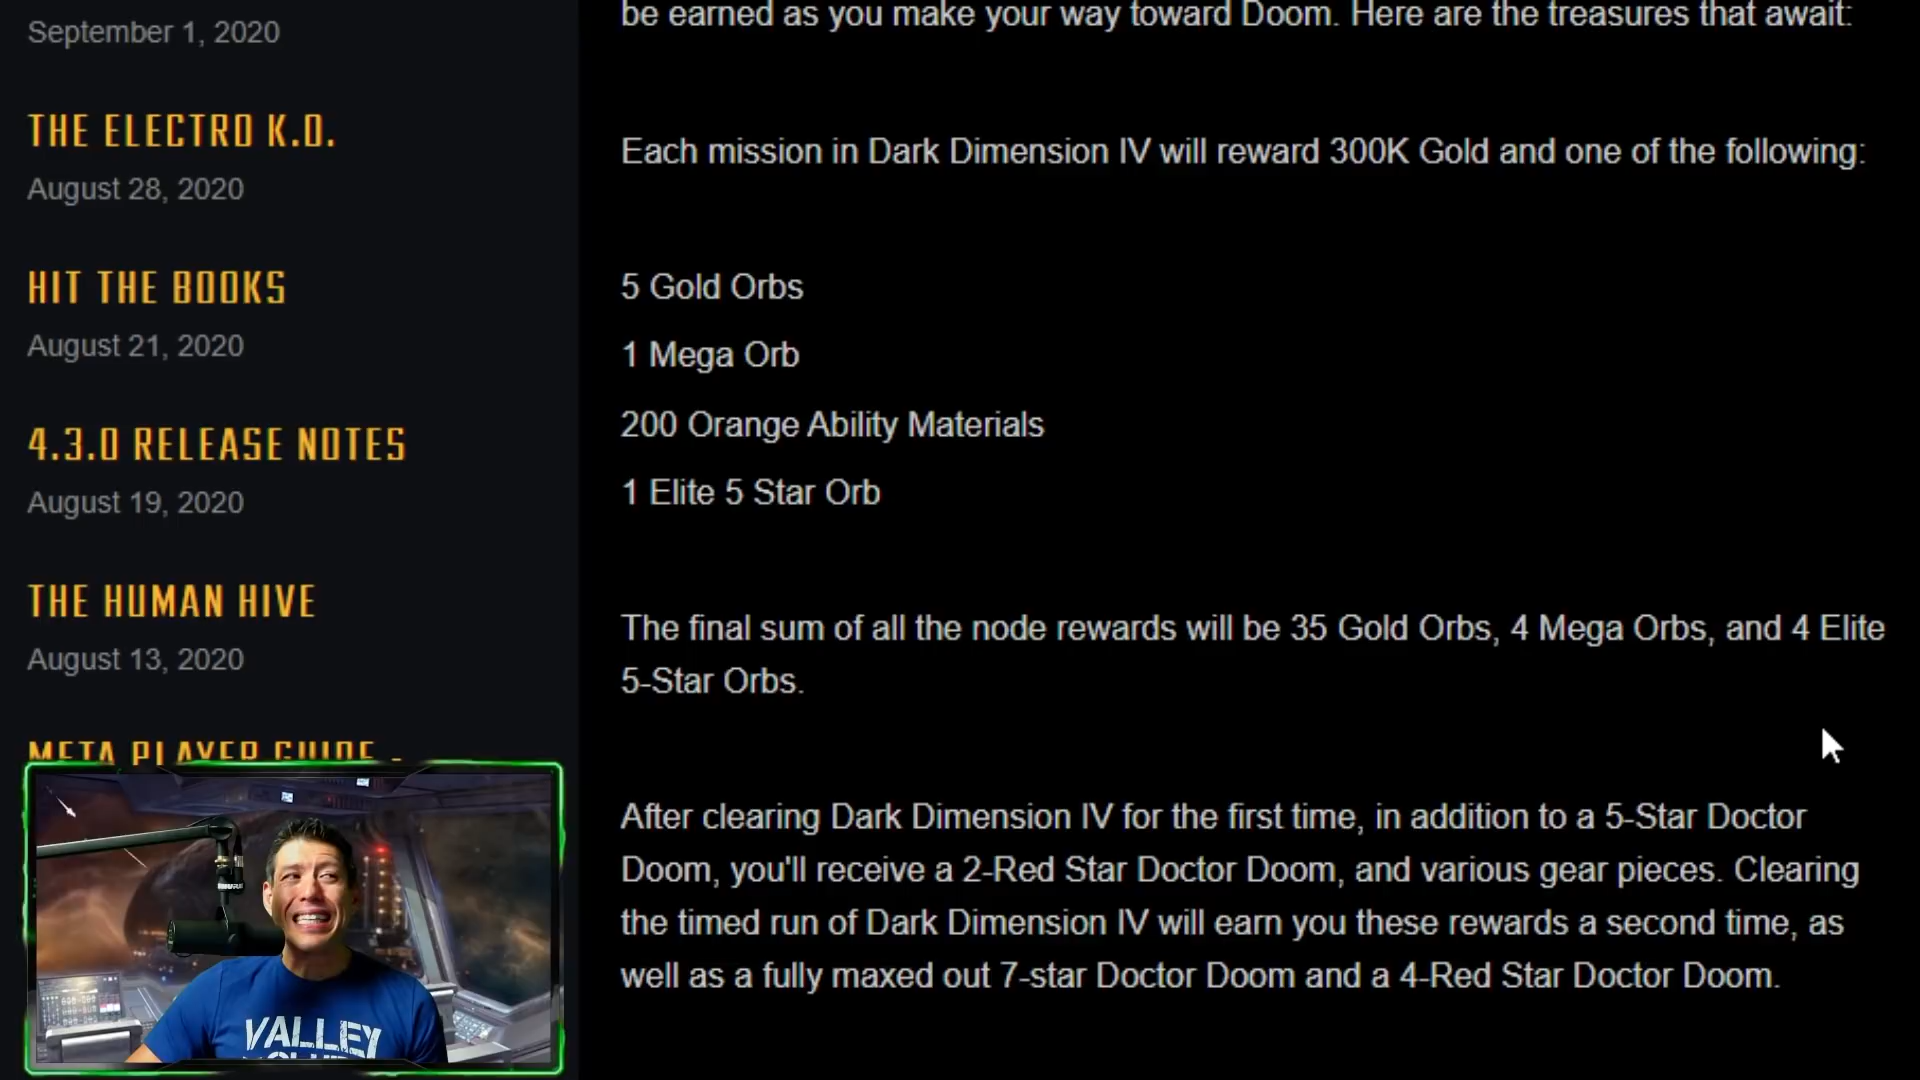 September 1, 2020
THE ELECTRO K.O.
August 28, 2020
HIT THE BOOKS
August 21, 2020
4.3.0 RELEASE NOTES
August 19, 2020
THE HUMAN HIVE
August 13, 2020
META PLAYER GUIDE -
be earned as you make your way toward Doom. Here are the treasures that await:
Each mission in Dark Dimension IV will reward 300K Gold and one of the following:
5 Gold Orbs
1 Mega Orb
200 Orange Ability Materials
1 Elite 5 Star Orb
The final sum of all the node rewards will be 35 Gold Orbs, 4 Mega Orbs, and 4 Elite
5-Star Orbs.
After clearing Dark Dimension IV for the first time, in addition to a 5-Star Doctor
Doom, you'll receive a 2-Red Star Doctor Doom, and various gear pieces. Clearing
the timed run of Dark Dimension IV will earn you these rewards a second time, as
well as a fully maxed out 7-star Doctor Doom and a 4-Red Star Doctor Doom.
VALLEY